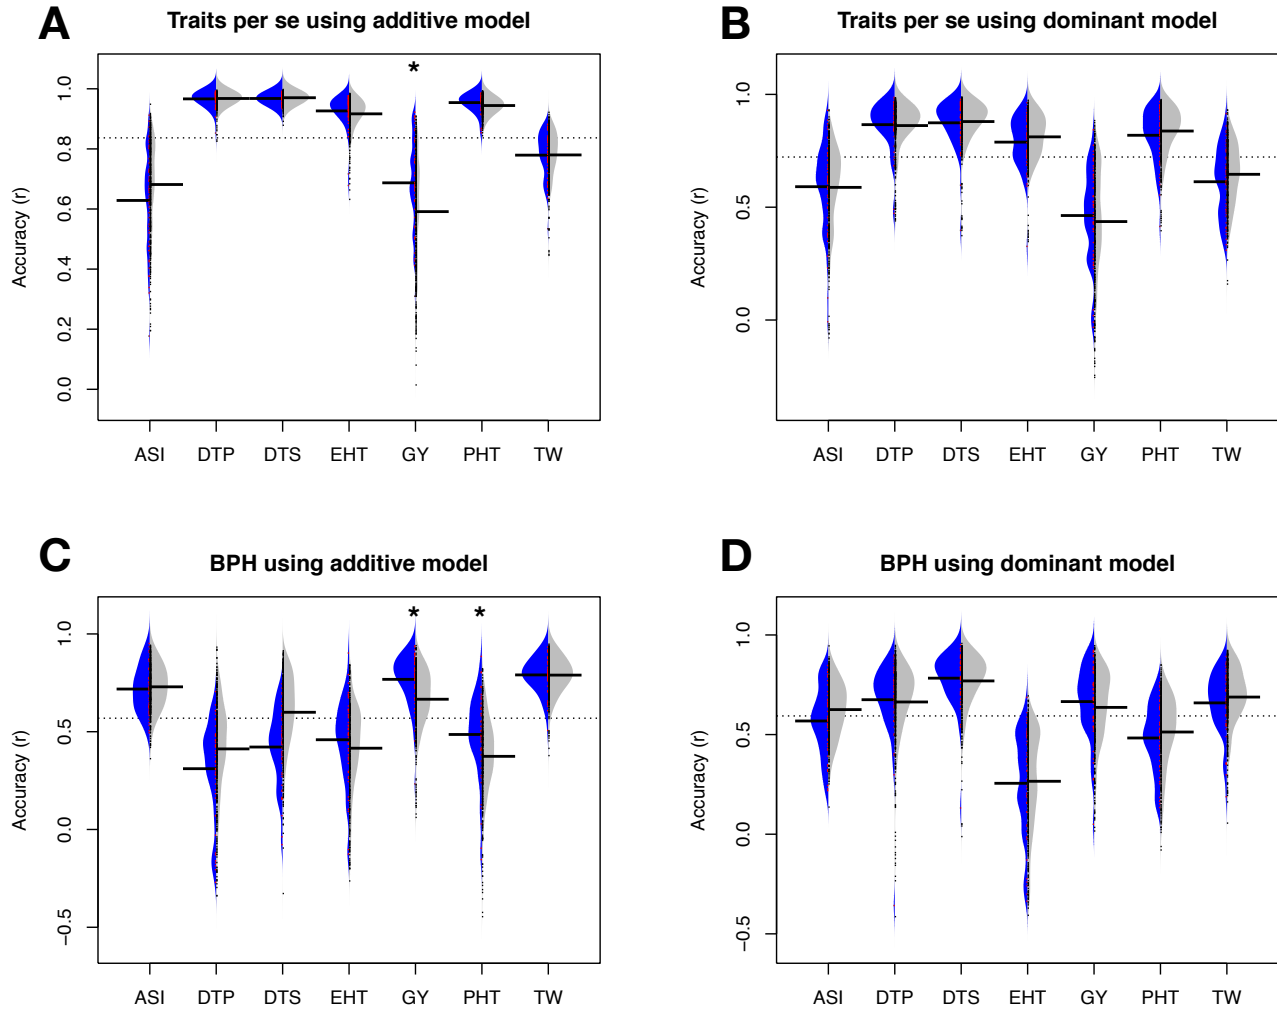 A
Traits per se using additive model
*
Accuracy (r)
1.0
0.8
0.6
0.4
0.2
0.0
ASI DTP DTS EHT GY PHT TW
B
Traits per se using dominant model
Accuracy (r)
1.0
0.5
0.0
ASI DTP DTS EHT GY PHT TW
C
BPH using additive model
* *
Accuracy (r)
1.0
0.5
0.0
−0.5
ASI DTP DTS EHT GY PHT TW
D
BPH using dominant model
Accuracy (r)
1.0
0.5
0.0
−0.5
ASI DTP DTS EHT GY PHT TW